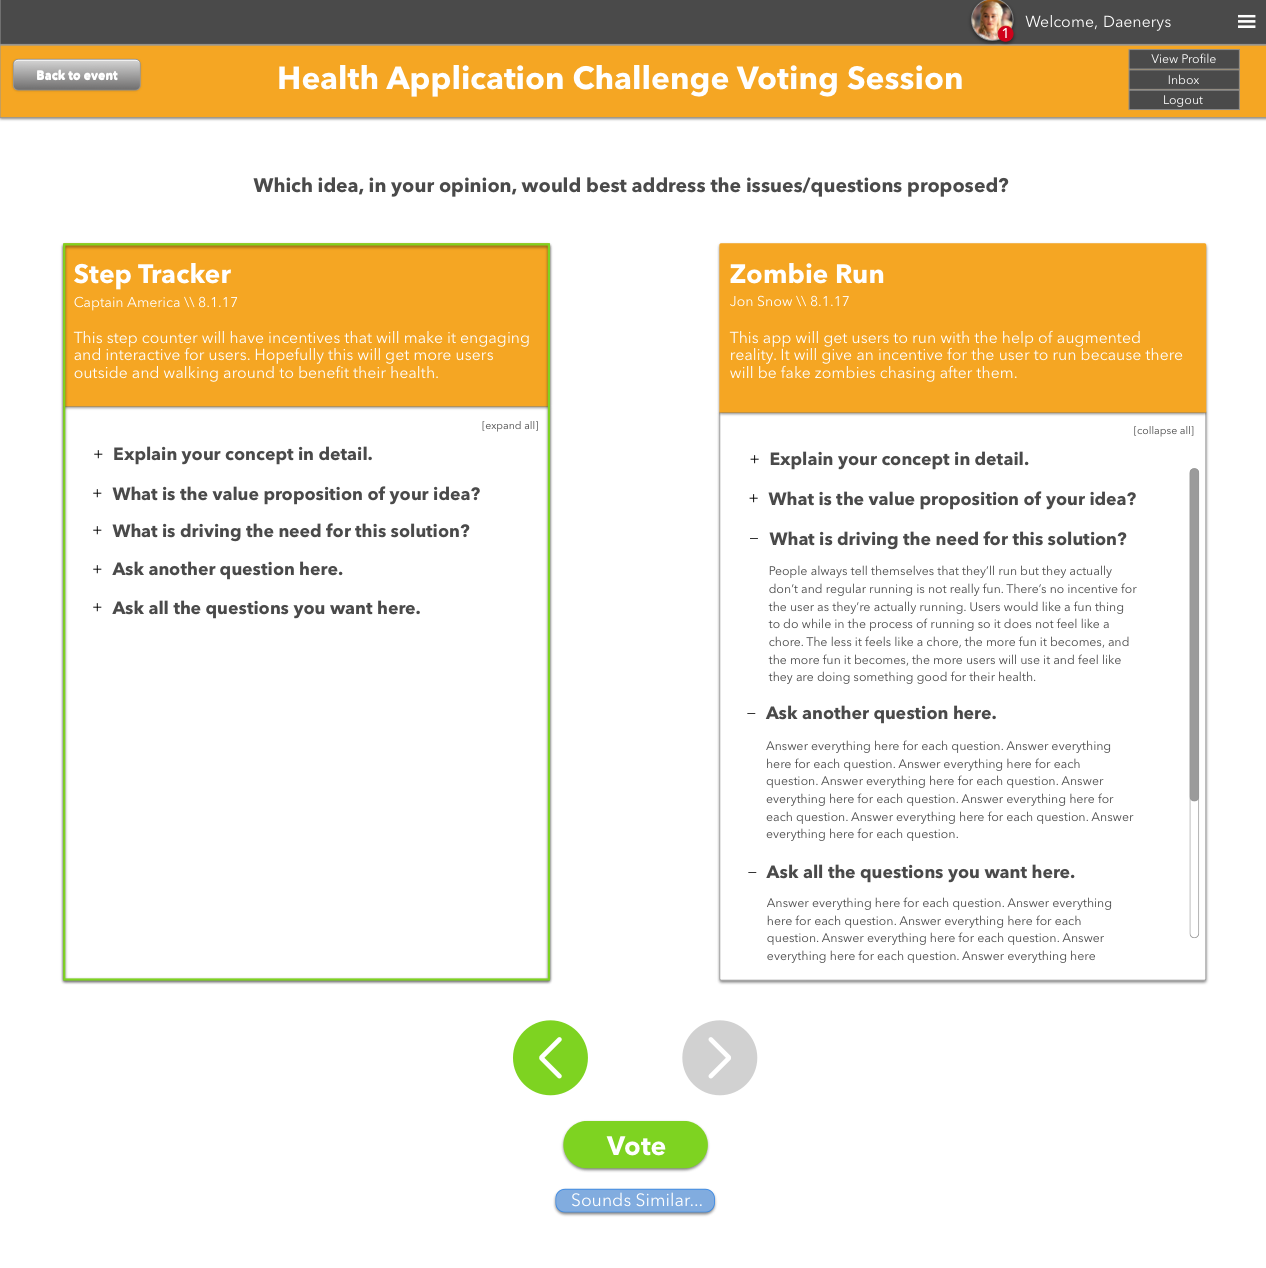 1
Welcome, Daenerys
Back to event
Health Application Challenge Voting Session
View Profile
Inbox
Logout
Which idea, in your opinion, would best address the issues/questions proposed?
Step Tracker
Captain America \\ 8.1.17
This step counter will have incentives that will make it engaging
and interactive for users. Hopefully this will get more users
outside and walking around to benefit their health.
[expand all]
+ Explain your concept in detail.
+ What is the value proposition of your idea?
+ What is driving the need for this solution?
+ Ask another question here.
+ Ask all the questions you want here.
Zombie Run
Jon Snow \\ 8.1.17
This app will get users to run with the help of augmented
reality. It will give an incentive for the user to run because there
will be fake zombies chasing after them.
[collapse all]
+ Explain your concept in detail.
+ What is the value proposition of your idea?
– What is driving the need for this solution?
People always tell themselves that they’ll run but they actually
don’t and regular running is not really fun. There’s no incentive for
the user as they’re actually running. Users would like a fun thing
to do while in the process of running so it does not feel like a
chore. The less it feels like a chore, the more fun it becomes, and
the more fun it becomes, the more users will use it and feel like
they are doing something good for their health.
– Ask another question here.
Answer everything here for each question. Answer everything
here for each question. Answer everything here for each
question. Answer everything here for each question. Answer
everything here for each question. Answer everything here for
each question. Answer everything here for each question. Answer
everything here for each question.
– Ask all the questions you want here.
Answer everything here for each question. Answer everything
here for each question. Answer everything here for each
question. Answer everything here for each question. Answer
everything here for each question. Answer everything here
Vote
Sounds Similar...